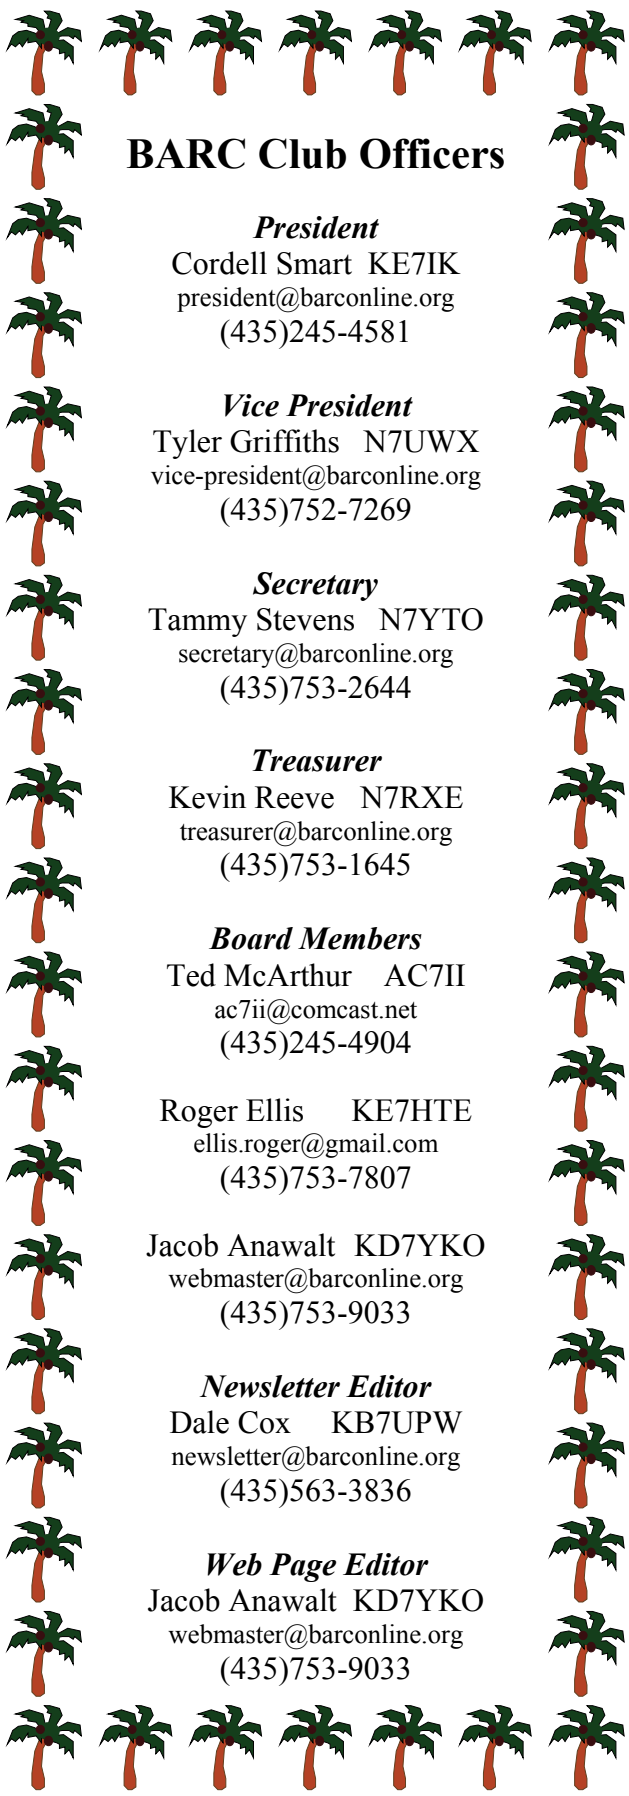 BARC Club Officers
President
Cordell Smart KE7IK
president@barconline.org
(435)245-4581
Vice President
Tyler Griffiths N7UWX
vice-president@barconline.org
(435)752-7269
Secretary
Tammy Stevens N7YTO
secretary@barconline.org
(435)753-2644
Treasurer
Kevin Reeve N7RXE
treasurer@barconline.org
(435)753-1645
Board Members
Ted McArthur AC7II
ac7ii@comcast.net
(435)245-4904
Roger Ellis KE7HTE
ellis.roger@gmail.com
(435)753-7807
Jacob Anawalt KD7YKO
webmaster@barconline.org
(435)753-9033
Newsletter Editor
Dale Cox KB7UPW
newsletter@barconline.org
(435)563-3836
Web Page Editor
Jacob Anawalt KD7YKO
webmaster@barconline.org
(435)753-9033